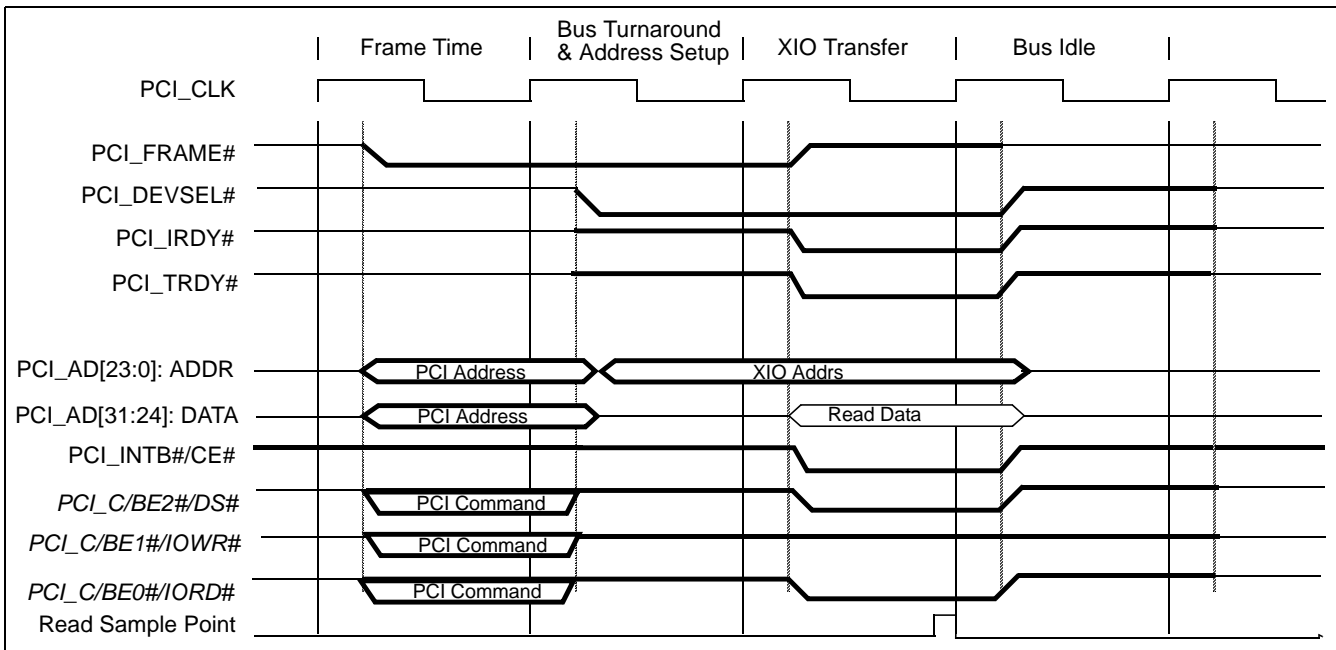 Frame Time
Bus Turnaround
& Address Setup
XIO Transfer
Bus Idle
PCI_CLK
PCI_FRAME#
PCI_DEVSEL#
PCI_IRDY#
PCI_TRDY#
PCI_AD[23:0]: ADDR
PCI Address
XIO Addrs
PCI_AD[31:24]: DATA
PCI Address
Read Data
PCI_INTB#/CE#
PCI_C/BE2#/DS#
PCI Command
PCI_C/BE1#/IOWR#
PCI Command
PCI_C/BE0#/IORD#
PCI Command
Read Sample Point